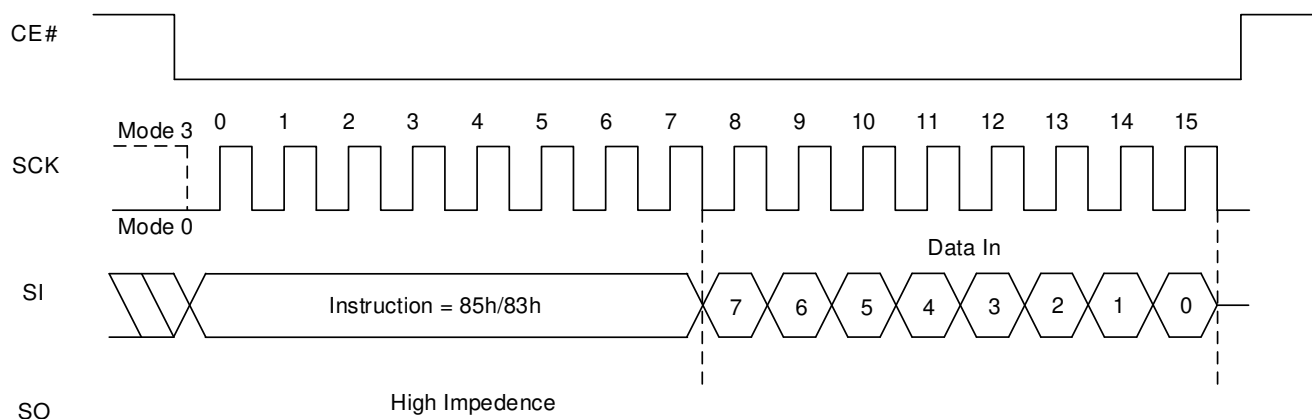 CE#
Mode 3 0 1 2 3 4 5 6 7 8 9 10 11 12 13 14 15
SCK
Mode 0
Data In
SI Instruction = 85h/83h 7 6 5 4 3 2 1 0
High Impedence
SO